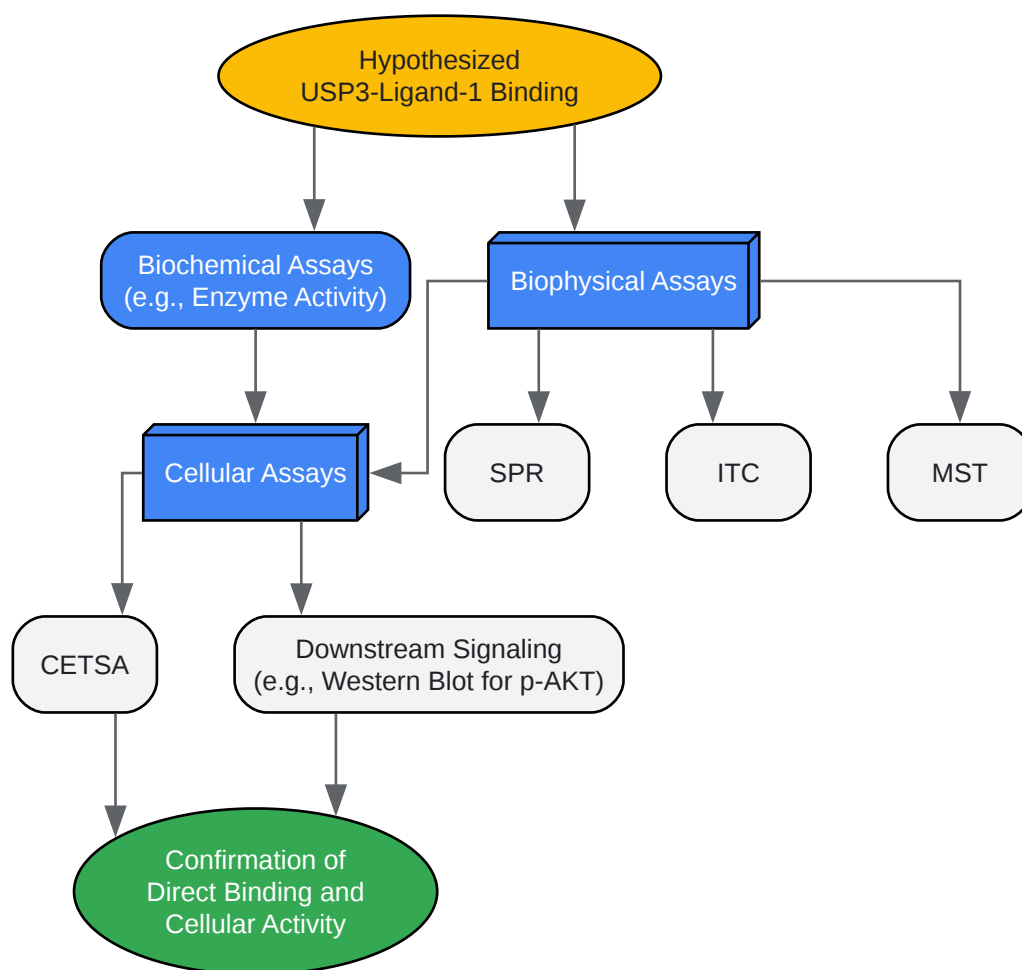 Hypothesized
USP3-Ligand-1 Binding
Biochemical Assays
(e.g., Enzyme Activity)
Biophysical Assays
Cellular Assays
SPR
ITC
MST
CETSA
Downstream Signaling
(e.g., Western Blot for p-AKT)
Confirmation of
Direct Binding and
Cellular Activity